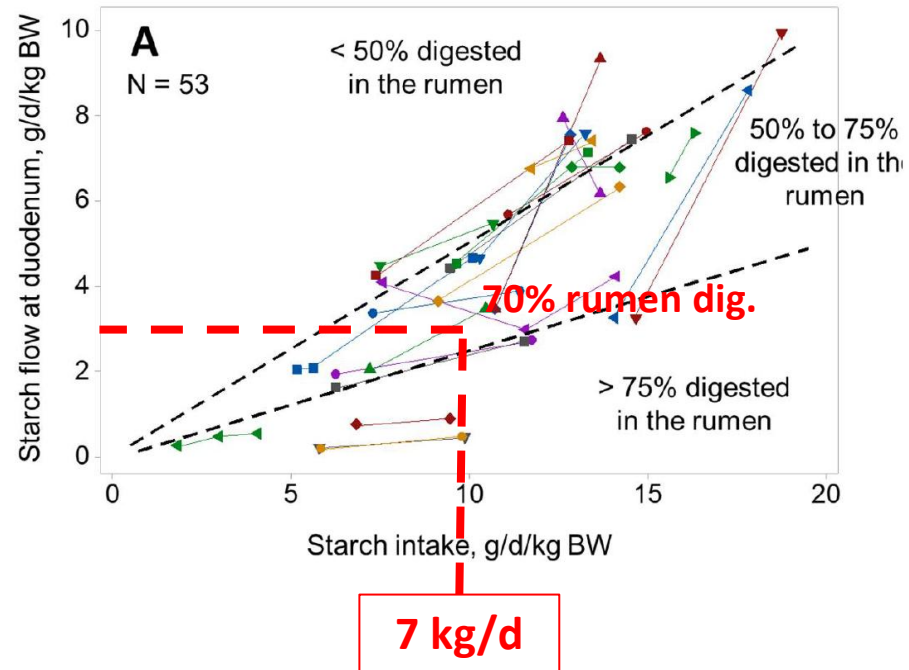 A
N = 53
< 50% digested
in the rumen
50% to 75%
digested in th
rumen
> 75% digested
in the rumen
70% rumen dig.
Starch flow at duodenum, g/d/kg BW
10
8
6
4
2
0
0 5 10 15 20
Starch intake, g/d/kg BW
7 kg/d